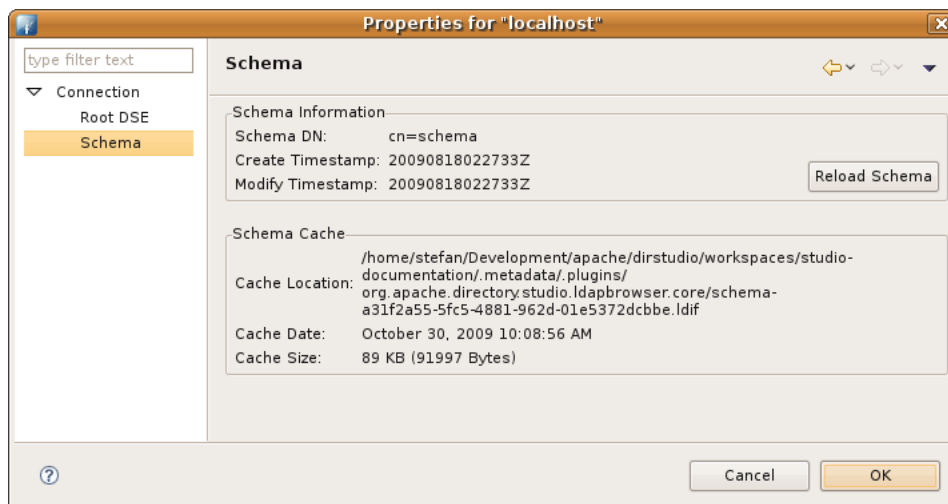 Properties for "localhost"
type filter text
Connection
Root DSE
Schema
Schema
Schema Information
Schema DN: cn=schema
Create Timestamp: 20090818022733Z
Modify Timestamp: 20090818022733Z
Reload Schema
Schema Cache
Cache Location: /home/stefan/Development/apache/dirstudio/workspaces/studio-
documentation/.metadata/.plugins/
org.apache.directory.studio.ldapbrowser.core/schema-
a31f2a55-5fc5-4881-962d-01e5372dcbbe.ldif
Cache Date: October 30, 2009 10:08:56 AM
Cache Size: 89 KB (91997 Bytes)
Cancel
OK